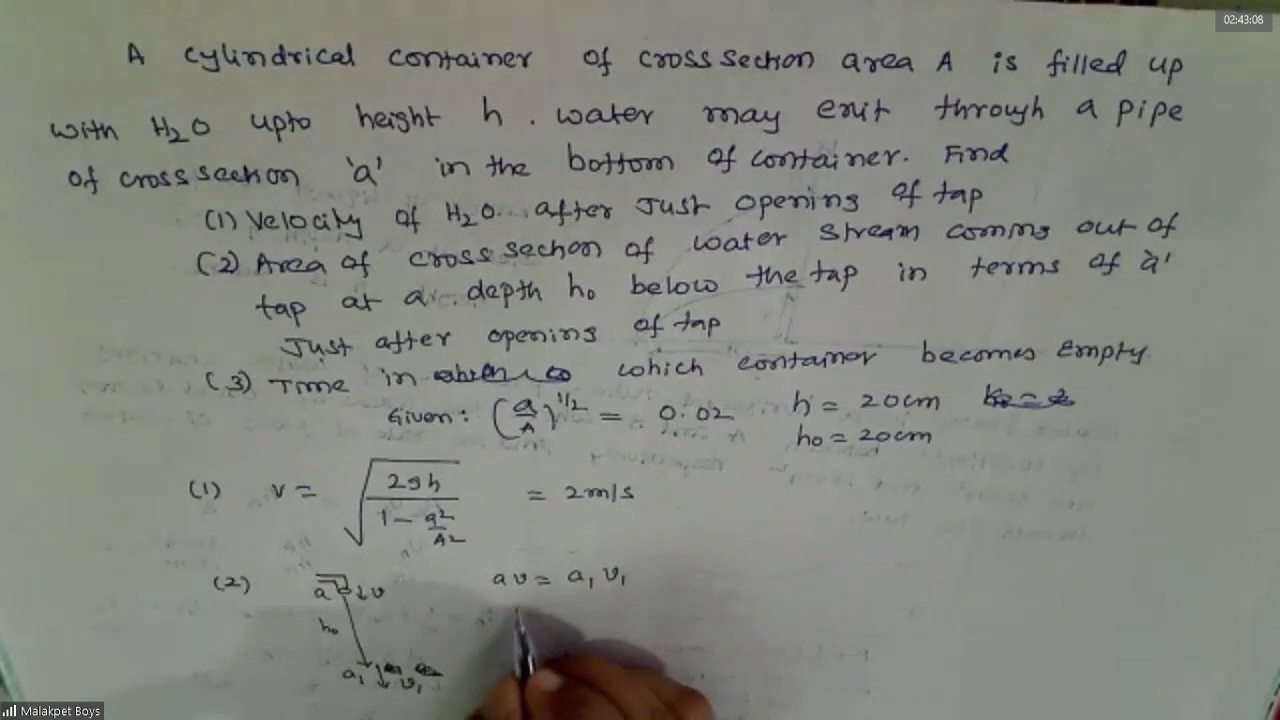 02:43:08
A cylindrical container of cross section area A is filled up
with H2O upto height h. water may exit through a pipe
of cross section 'a' in the bottom of container. Find
(1) Velocity of H2O after Just opening of tap
(2) Area of cross section of water stream coming out of
tap at a depth ho below the tap in terms of 'a'
Just after opening of tap
(3) Time in which container becomes Empty
Given: (a/A)^1/2 = 0.02 h = 20cm
ho = 20cm
(1) v = √(2gh / (1 - a²/A²)) = 2m/s
(2) a v av = a1 v1
ho
a1 v1
Malakpet Boys